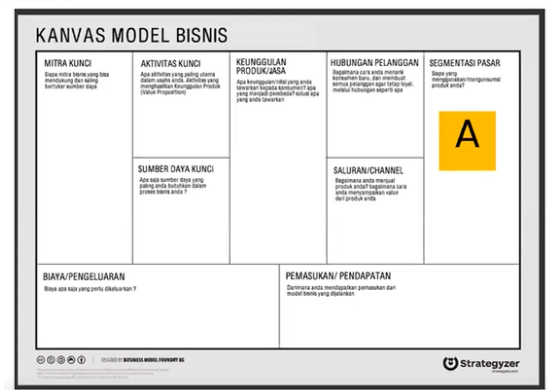 KANVAS MODEL BISNIS
MITRA KUNCI
Siapa mitra bisnis yang bisa
mendukung dan saling
bertukar sumber daya
AKTIVITAS KUNCI
Apa aktivitas yang paling utama
dalam usaha anda. Aktivitas yang
menghasilkan Keunggulan Produk
(Value Proposition)
SUMBER DAYA KUNCI
Apa saja sumber daya yang
paling anda butuhkan dalam
proses bisnis anda ?
KEUNGGULAN
PRODUK/JASA
Apa keunggulan/nilai yang anda
tawarkan kepada konsumen? apa
yang menjadi pembeda? solusi apa
yang anda tawarkan
HUBUNGAN PELANGGAN
Bagaimana cara anda menarik
konsumen baru, dan membuat
semua pelanggan agar tetap loyal.
melalui hubungan seperti apa
SALURAN/CHANNEL
Bagaimana anda menjual
produk anda? bagaimana cara
anda menyampaikan value
dari produk anda
SEGMENTASI PASAR
Siapa yang
menggunakan/mengkonsumsi
produk anda?
A
BIAYA/PENGELUARAN
Biaya apa saja yang perlu dikeluarkan ?
PEMASUKAN/ PENDAPATAN
Darimana anda mendapatkan pemasukan dari
model bisnis yang dijalankan
DESIGNED BY BUSINESS MODEL FOUNDRY AG
Strategyzer
strategyzer.com